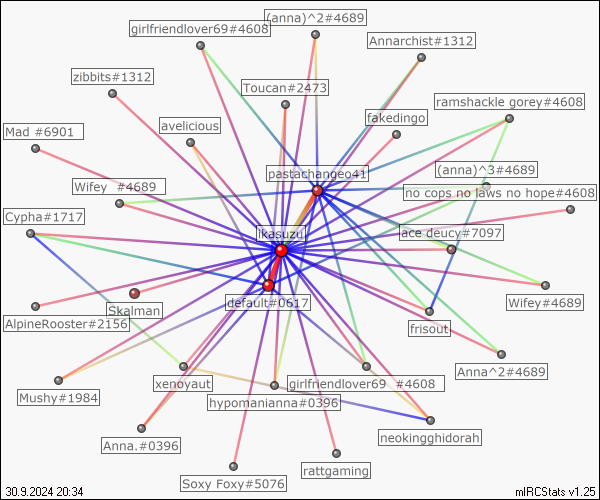 (anna)^2#4689
girlfriendlover69#4608
Annarchist#1312
zibbits#1312
Toucan#2473
ramshackle gorey#4608
fakedingo
avelicious
Mad #6901
pastachangeo41
(anna)^3#4689
Wifey #4689
no cops no laws no hope#4608
Cypha#1717
ikasuzu
ace deucy#7097
default#0617
Wifey#4689
Skalman
AlpineRooster#2156
frisout
Anna^2#4689
xenoyaut
girlfriendlover69 #4608
Mushy#1984
hypomanianna#0396
neokingghidorah
Anna.#0396
rattgaming
Soxy Foxy#5076
30.9.2024 20:34
mIRCStats v1.25